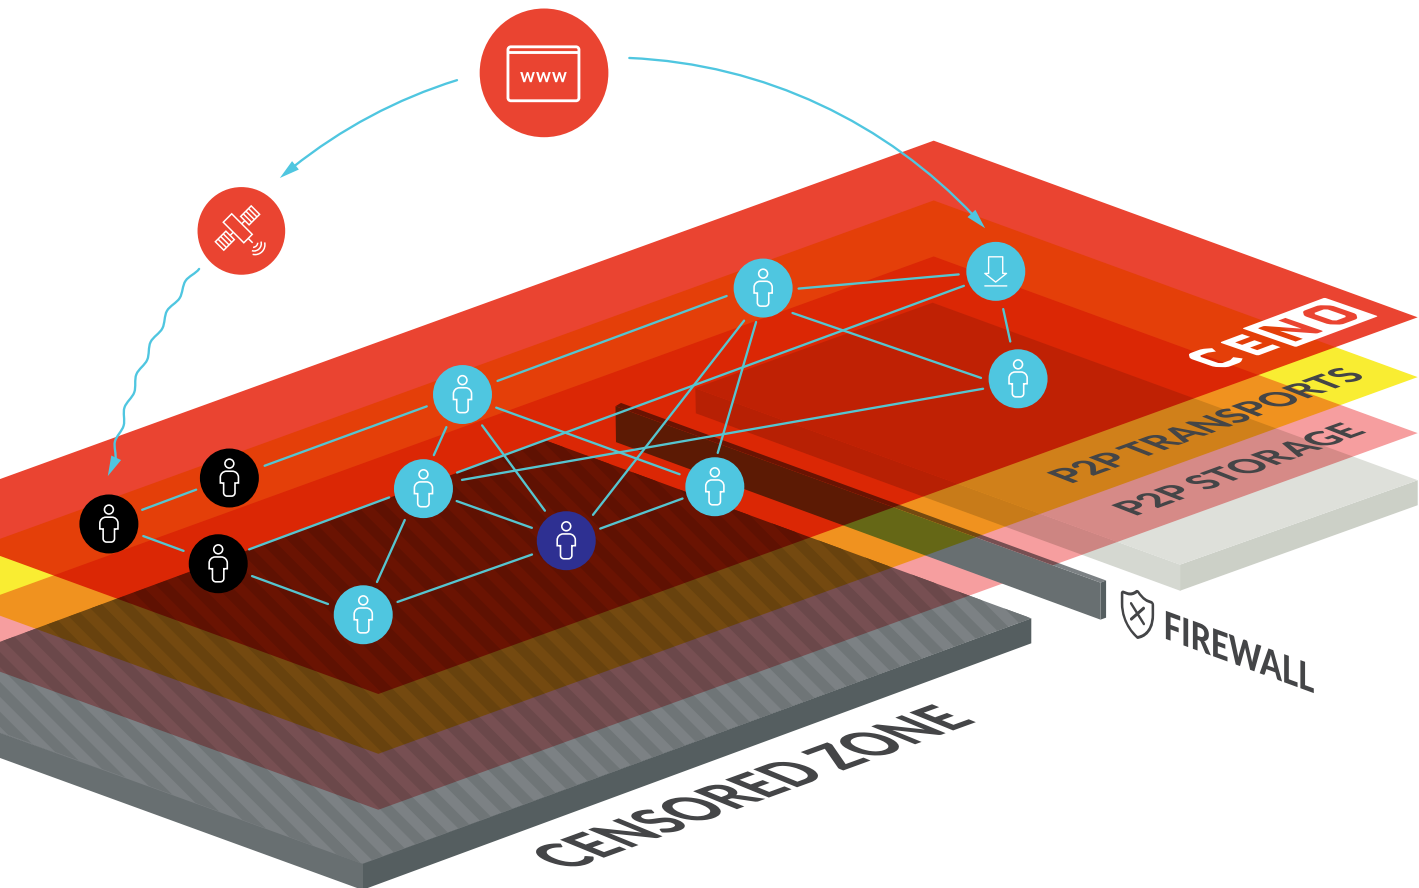 www
CENO
P2P TRANSPORTS
P2P STORAGE
FIREWALL
CENSORED ZONE